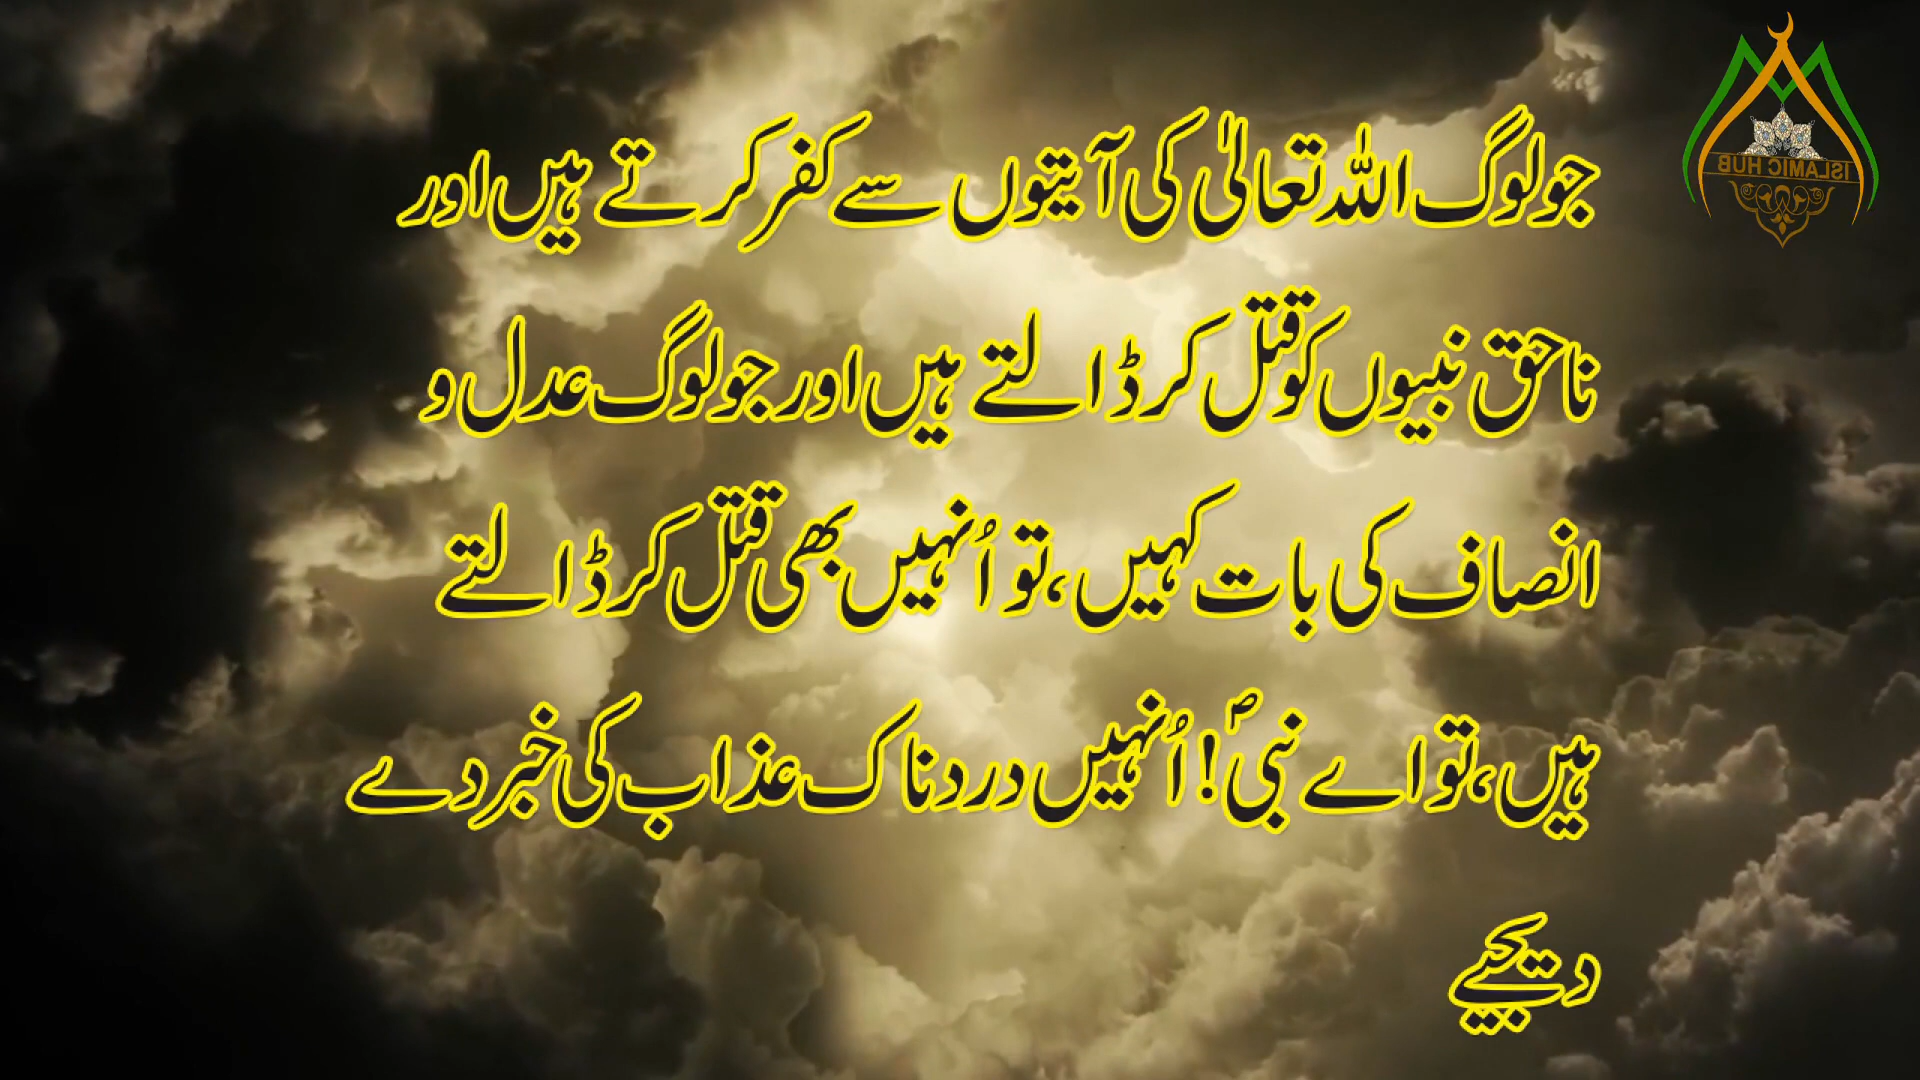 جو لوگ اللہ تعالیٰ کی آیتوں سے کفر کرتے ہیں اور
ناحق نبیوں کو قتل کر ڈالتے ہیں اور جو لوگ عدل و
انصاف کی بات کہیں، تو اُنہیں بھی قتل کر ڈالتے
ہیں، تو اے نبیؐ! اُنہیں دردناک عذاب کی خبر دے
دیجیے
ISLAMIC HUB